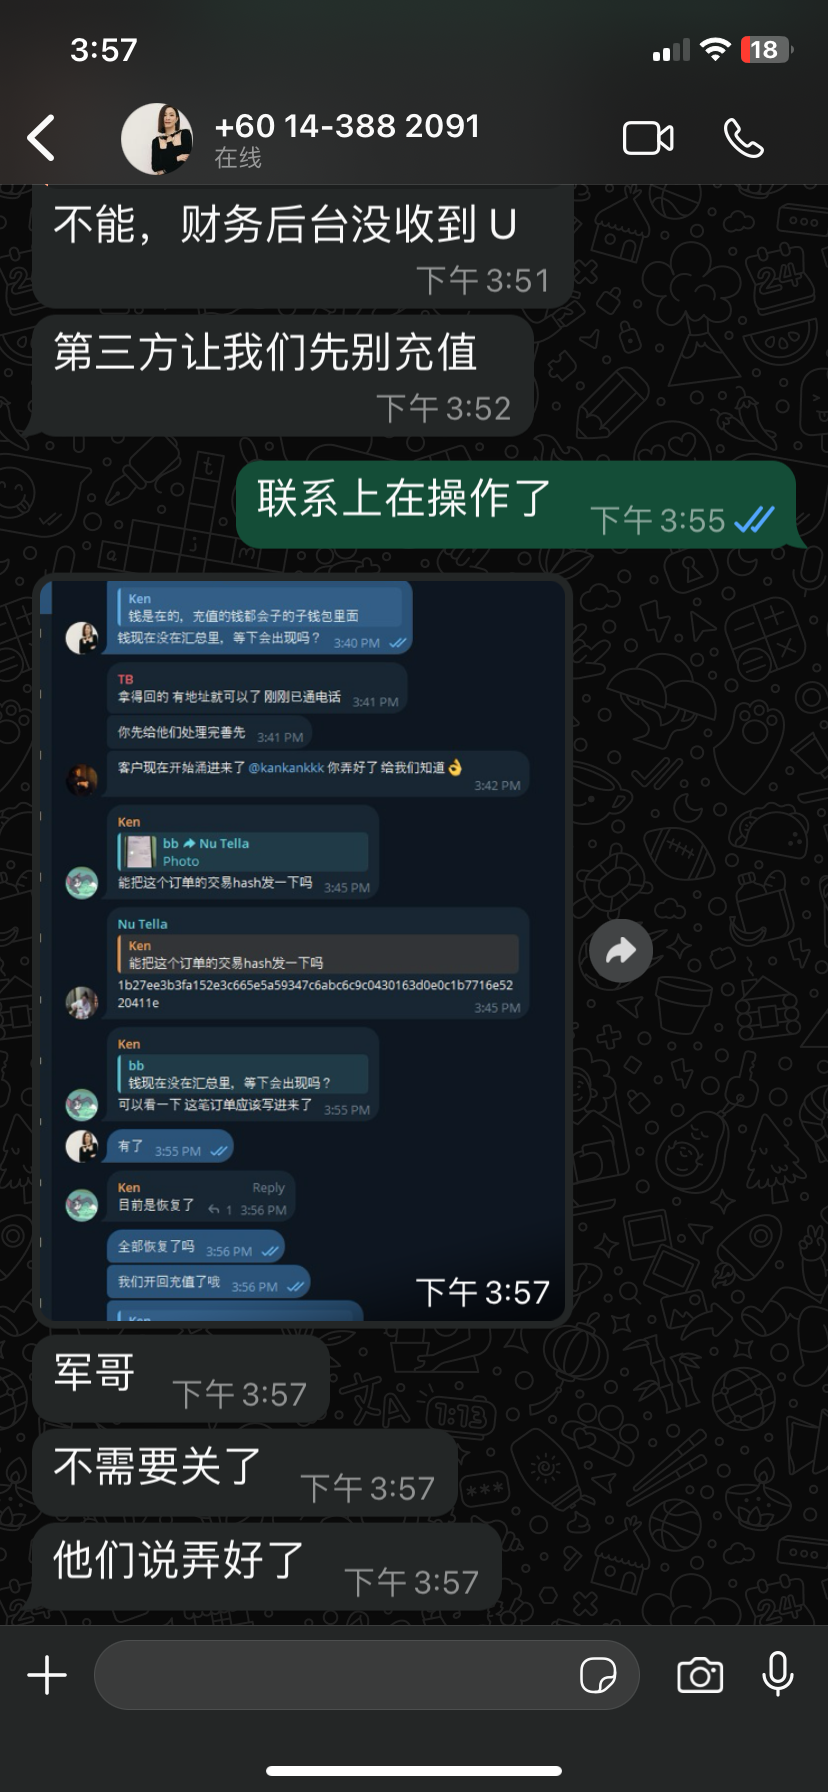 3:57
18
+60 14-388 2091
在线
不能，财务后台没收到 U
下午 3:51
第三方让我们先别充值
下午 3:52
联系上在操作了
下午 3:55
Ken
钱是在的，充值的钱都会子的子钱包里面
钱现在没在汇总里，等下会出现吗？ 3:40 PM
TB
拿得回的 有地址就可以了 刚刚已通电话 3:41 PM
你先给他们处理完善先 3:41 PM
客户现在开始涌进来了 @kankankkk 你弄好了 给我们知道👌
3:42 PM
Ken
bb Nu Tella
Photo
能把这个订单的交易hash发一下吗 3:45 PM
Nu Tella
Ken
能把这个订单的交易hash发一下吗
1b27ee3b3fa152e3c665e5a59347c6abc6c9c0430163d0e0c1b7716e52
20411e
3:45 PM
Ken
bb
钱现在没在汇总里，等下会出现吗？
可以看一下 这笔订单应该写进来了 3:55 PM
有了 3:55 PM
Ken Reply
目前是恢复了 1 3:56 PM
全部恢复了吗 3:56 PM
我们开回充值了哦 3:56 PM
下午 3:57
军哥
下午 3:57
不需要关了
下午 3:57
他们说弄好了
下午 3:57